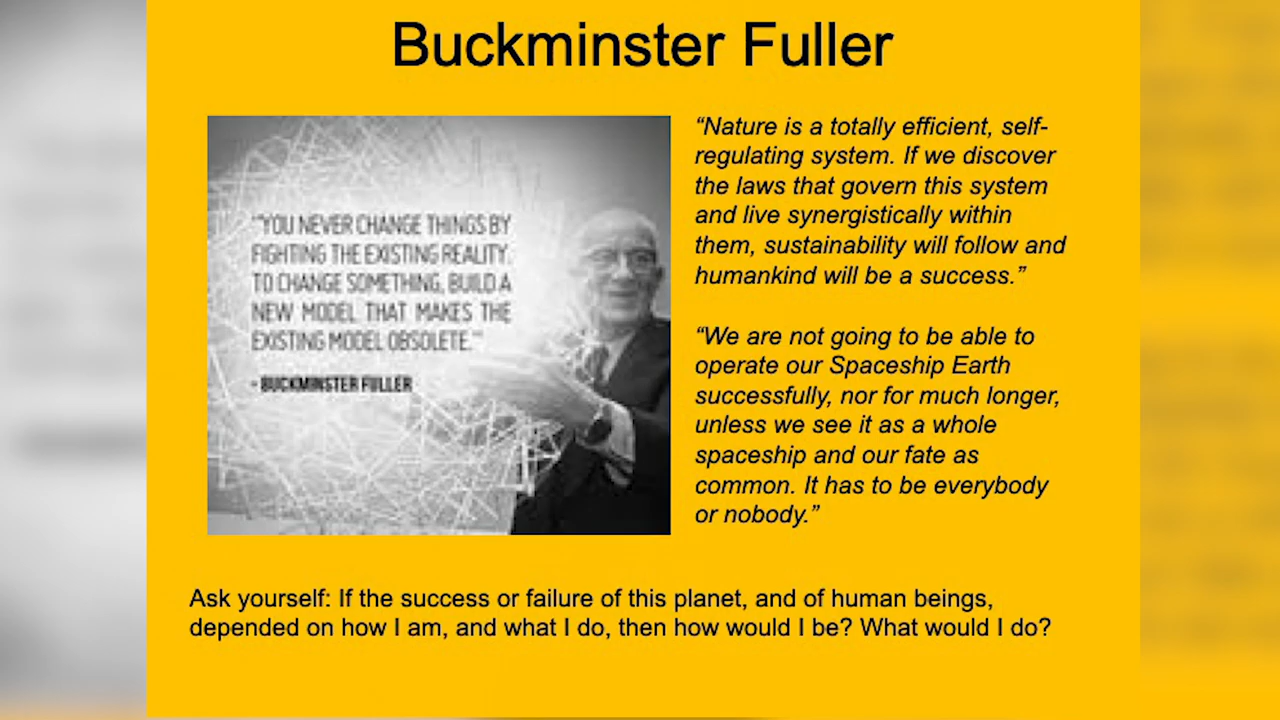 Buckminster Fuller
"YOU NEVER CHANGE THINGS BY
FIGHTING THE EXISTING REALITY.
TO CHANGE SOMETHING, BUILD A
NEW MODEL THAT MAKES THE
EXISTING MODEL OBSOLETE."
- BUCKMINSTER FULLER
“Nature is a totally efficient, self-
regulating system. If we discover
the laws that govern this system
and live synergistically within
them, sustainability will follow and
humankind will be a success.”
“We are not going to be able to
operate our Spaceship Earth
successfully, nor for much longer,
unless we see it as a whole
spaceship and our fate as
common. It has to be everybody
or nobody.”
Ask yourself: If the success or failure of this planet, and of human beings,
depended on how I am, and what I do, then how would I be? What would I do?